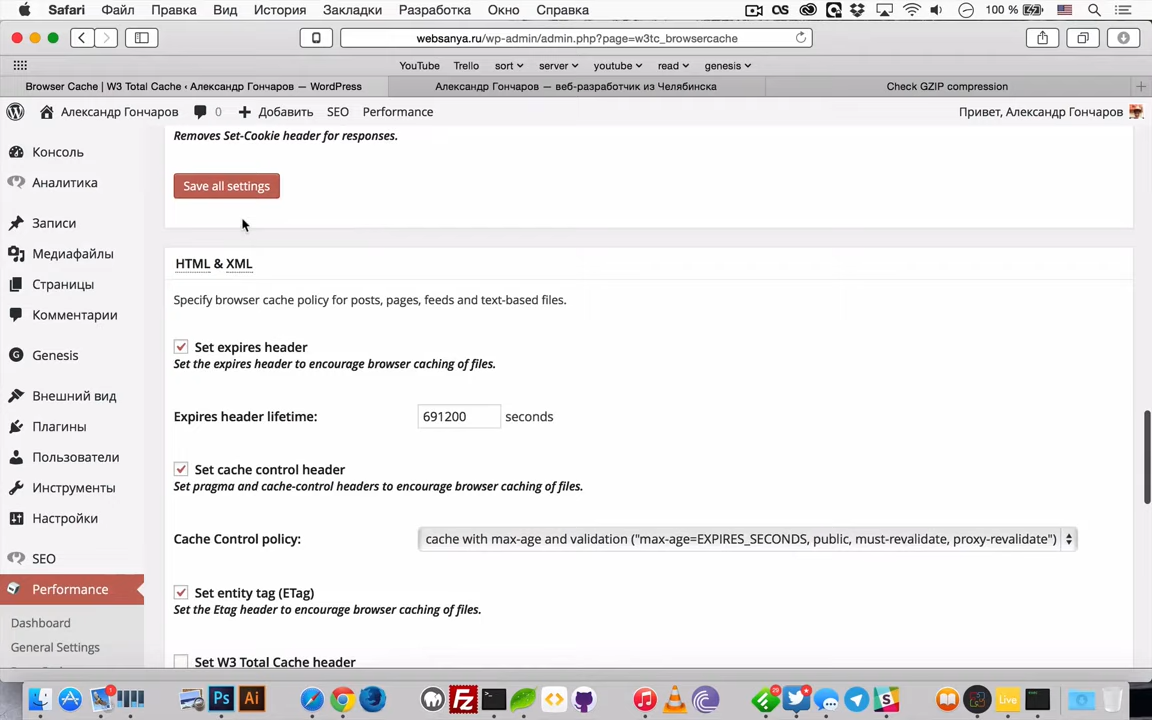 Safari Файл Правка Вид История Закладки Разработка Окно Справка 100 %
websanya.ru/wp-admin/admin.php?page=w3tc_browsercache
YouTube Trello sort server youtube read genesis
Browser Cache | W3 Total Cache ‹ Александр Гончаров — WordPress Александр Гончаров — веб-разработчик из Челябинска Check GZIP compression
Александр Гончаров 0 Добавить SEO Performance Привет, Александр Гончаров
Removes Set-Cookie header for responses.
Консоль
Аналитика
Записи
Медиафайлы
Страницы
Комментарии
Genesis
Внешний вид
Плагины
Пользователи
Инструменты
Настройки
SEO
Performance
Dashboard
General Settings
Save all settings
HTML & XML
Specify browser cache policy for posts, pages, feeds and text-based files.
Set expires header
Set the expires header to encourage browser caching of files.
Expires header lifetime: 691200 seconds
Set cache control header
Set pragma and cache-control headers to encourage browser caching of files.
Cache Control policy: cache with max-age and validation ("max-age=EXPIRES_SECONDS, public, must-revalidate, proxy-revalidate")
Set entity tag (ETag)
Set the Etag header to encourage browser caching of files.
Set W3 Total Cache header
Ps Ai Fz Live